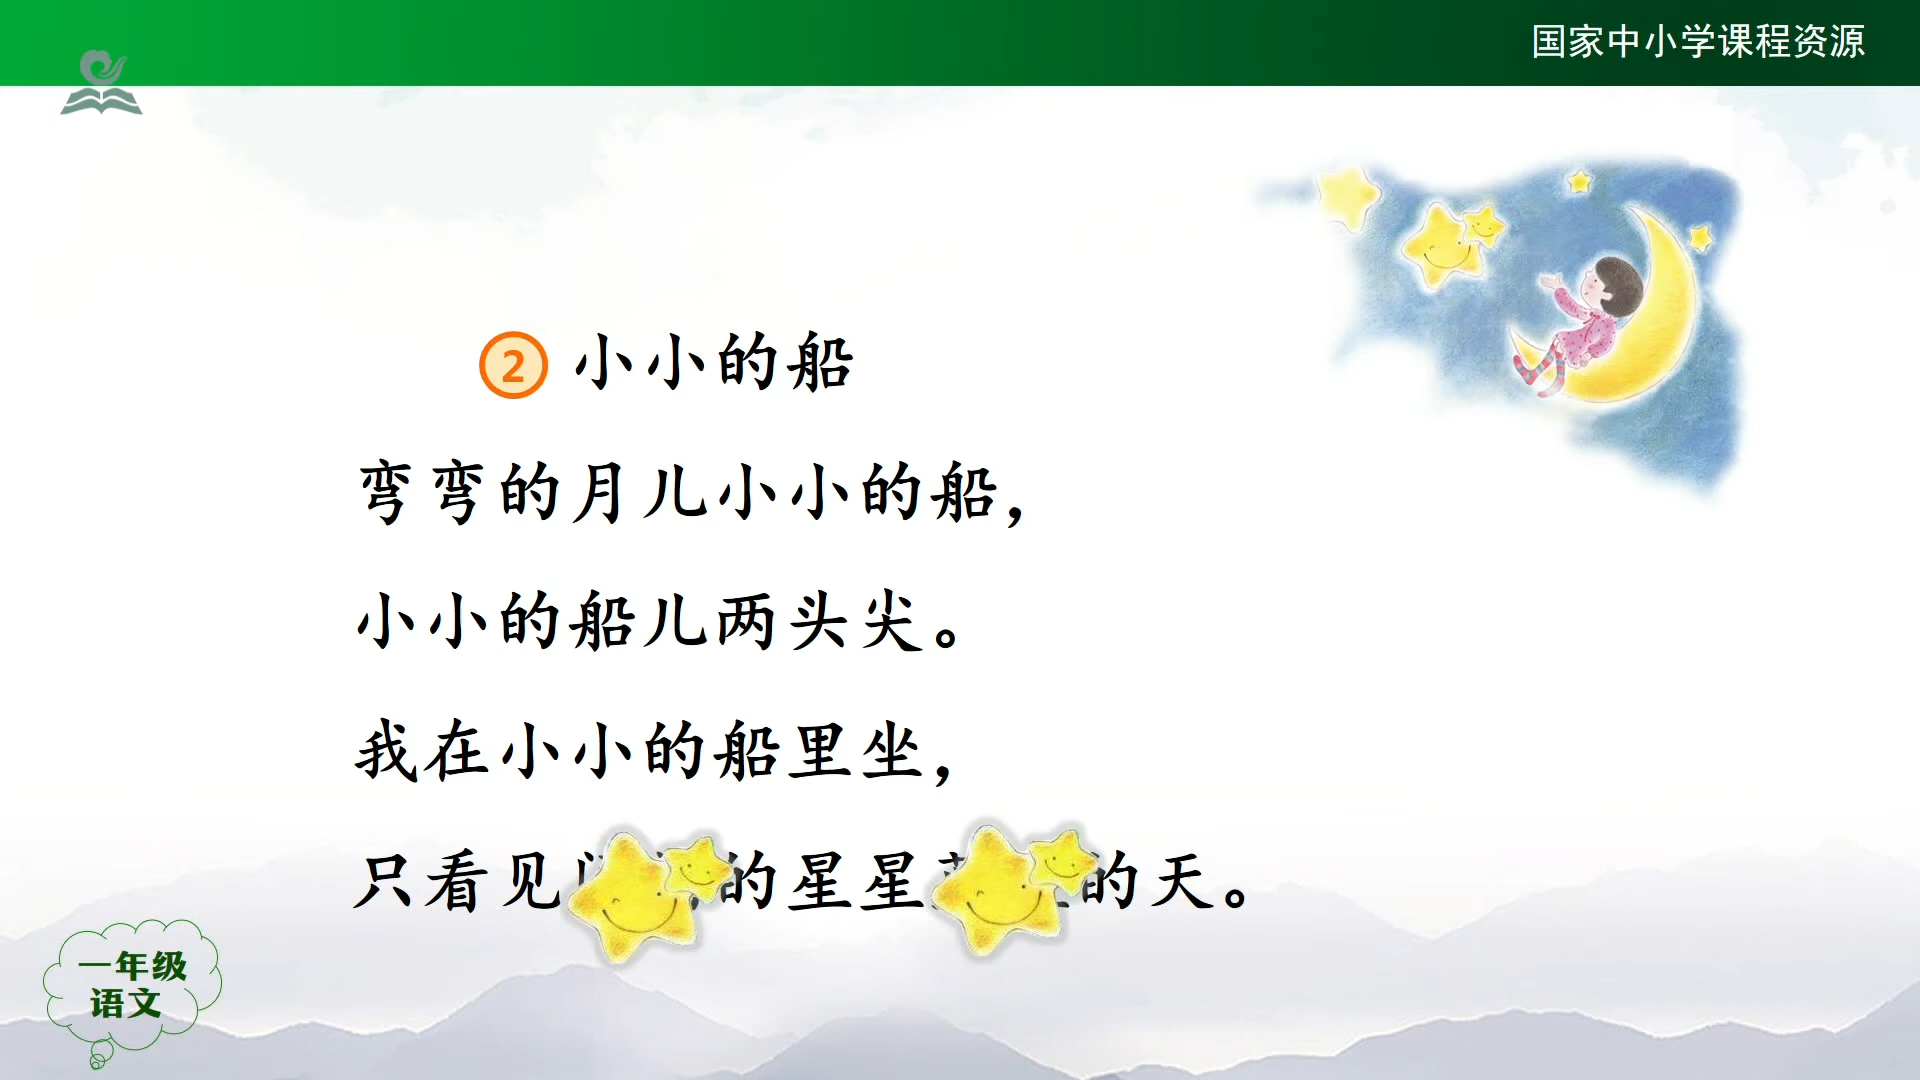 国家中小学课程资源
2 小小的船
弯弯的月儿小小的船，
小小的船儿两头尖。
我在小小的船里坐，
只看见的星星的天。
一年级
语文